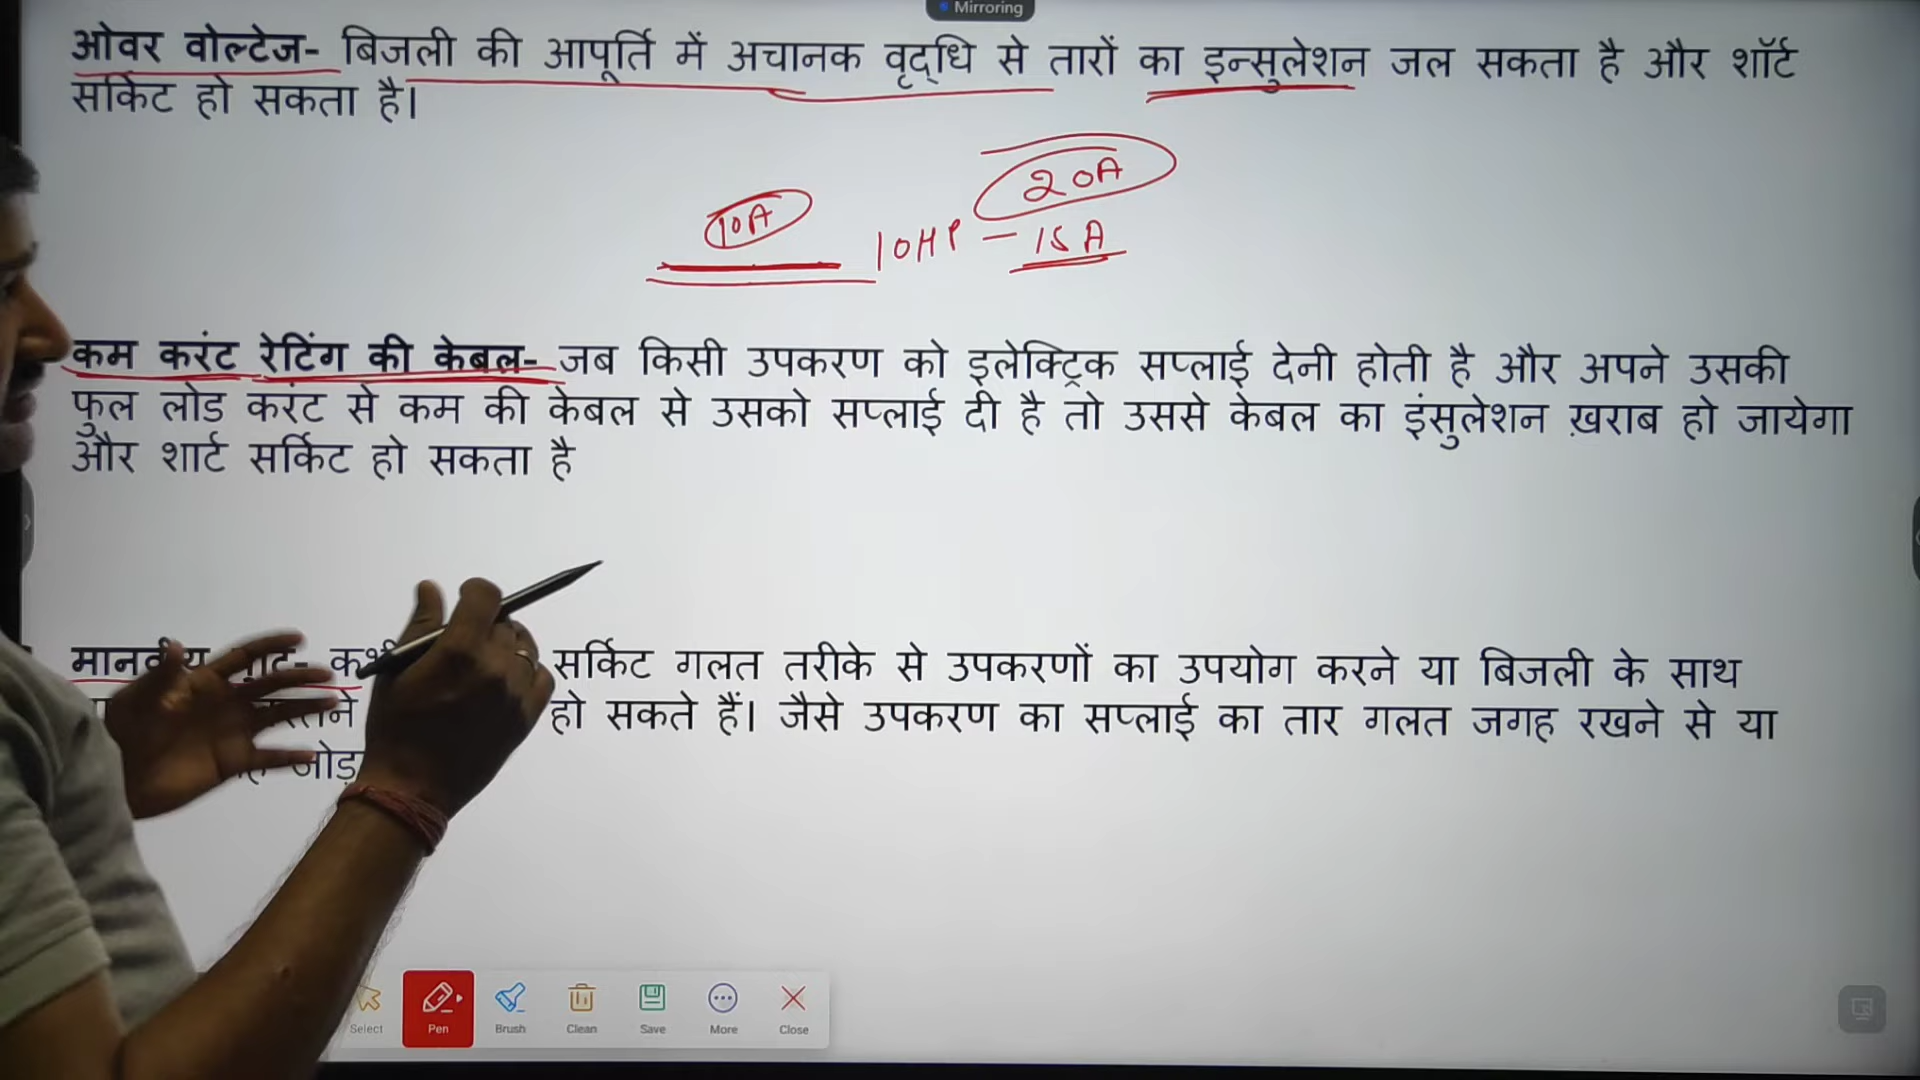 Mirroring
ओवर वोल्टेज- बिजली की आपूर्ति में अचानक वृद्धि से तारों का इन्सुलेशन जल सकता है और शॉर्ट
सर्किट हो सकता है।
20A
10A
10HP - 15A
कम करंट रेटिंग की केबल- जब किसी उपकरण को इलेक्ट्रिक सप्लाई देनी होती है और अपने उसकी
फुल लोड करंट से कम की केबल से उसको सप्लाई दी है तो उससे केबल का इंसुलेशन ख़राब हो जायेगा
और शार्ट सर्किट हो सकता है
सर्किट गलत तरीके से उपकरणों का उपयोग करने या बिजली के साथ
हो सकते हैं। जैसे उपकरण का सप्लाई का तार गलत जगह रखने से या
Select Pen Brush Clean Save More Close